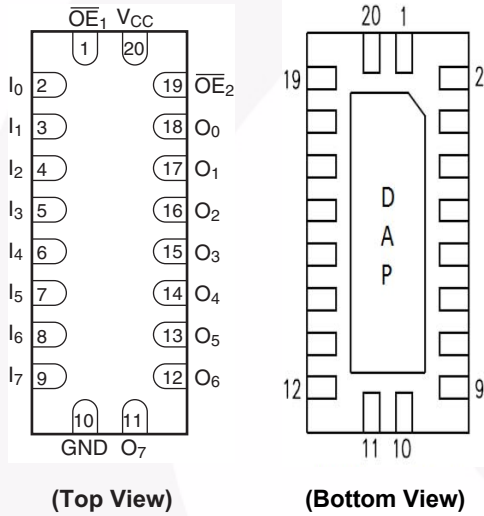 OE1 VCC
1 20
I0 2 19 OE2
I1 3 18 O0
I2 4 17 O1
I3 5 16 O2
I4 6 15 O3
I5 7 14 O4
I6 8 13 O5
I7 9 12 O6
10 11
GND O7
(Top View)
20 1
19 2
D
A
P
12 9
11 10
(Bottom View)